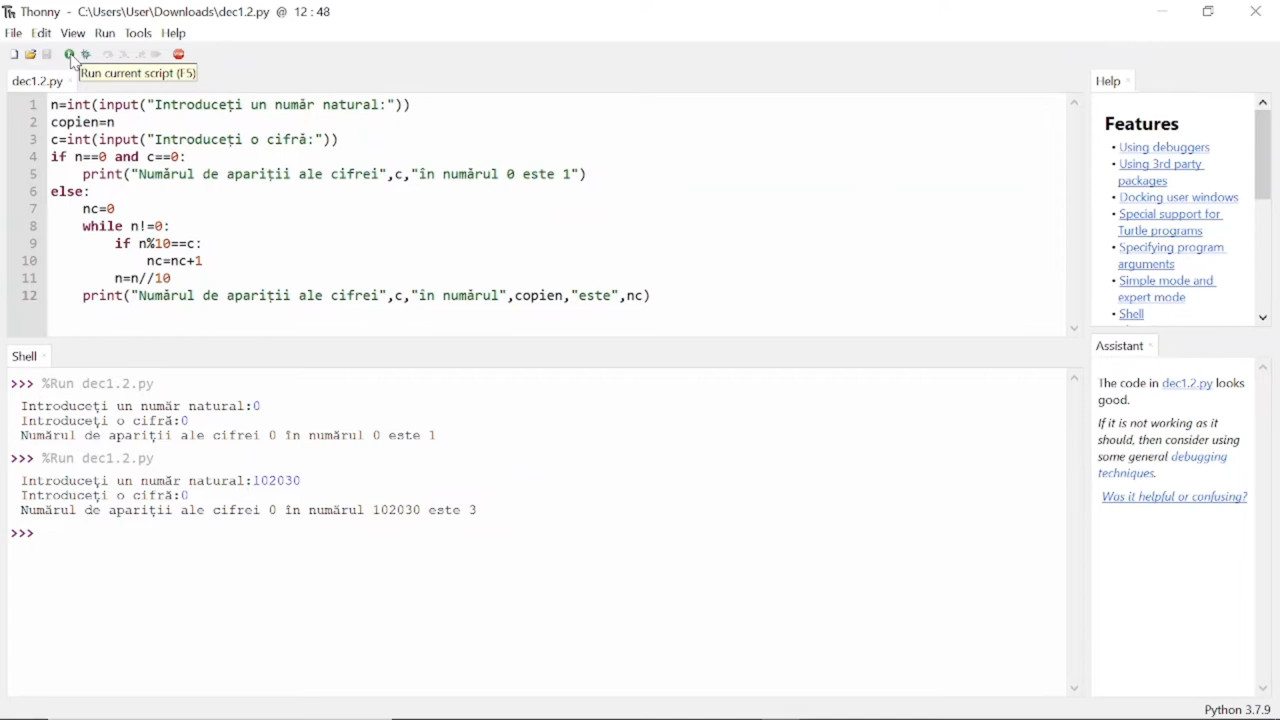 Thonny - C:\Users\User\Downloads\dec1.2.py @ 12 : 48
File Edit View Run Tools Help
Run current script (F5)
dec1.2.py
1 n=int(input("Introduceți un număr natural:"))
2 copien=n
3 c=int(input("Introduceți o cifră:"))
4 if n==0 and c==0:
5     print("Numărul de apariții ale cifrei",c,"în numărul 0 este 1")
6 else:
7     nc=0
8     while n!=0:
9         if n%10==c:
10             nc=nc+1
11         n=n//10
12     print("Numărul de apariții ale cifrei",c,"în numărul",copien,"este",nc)
Shell
>>> %Run dec1.2.py
Introduceți un număr natural:0
Introduceți o cifră:0
Numărul de apariții ale cifrei 0 în numărul 0 este 1
>>> %Run dec1.2.py
Introduceți un număr natural:102030
Introduceți o cifră:0
Numărul de apariții ale cifrei 0 în numărul 102030 este 3
>>>
Help
Features
• Using debuggers
• Using 3rd party
packages
• Docking user windows
• Special support for
Turtle programs
• Specifying program
arguments
• Simple mode and
expert mode
• Shell
Assistant
The code in dec1.2.py looks
good.
If it is not working as it
should, then consider using
some general debugging
techniques.
Was it helpful or confusing?
Python 3.7.9